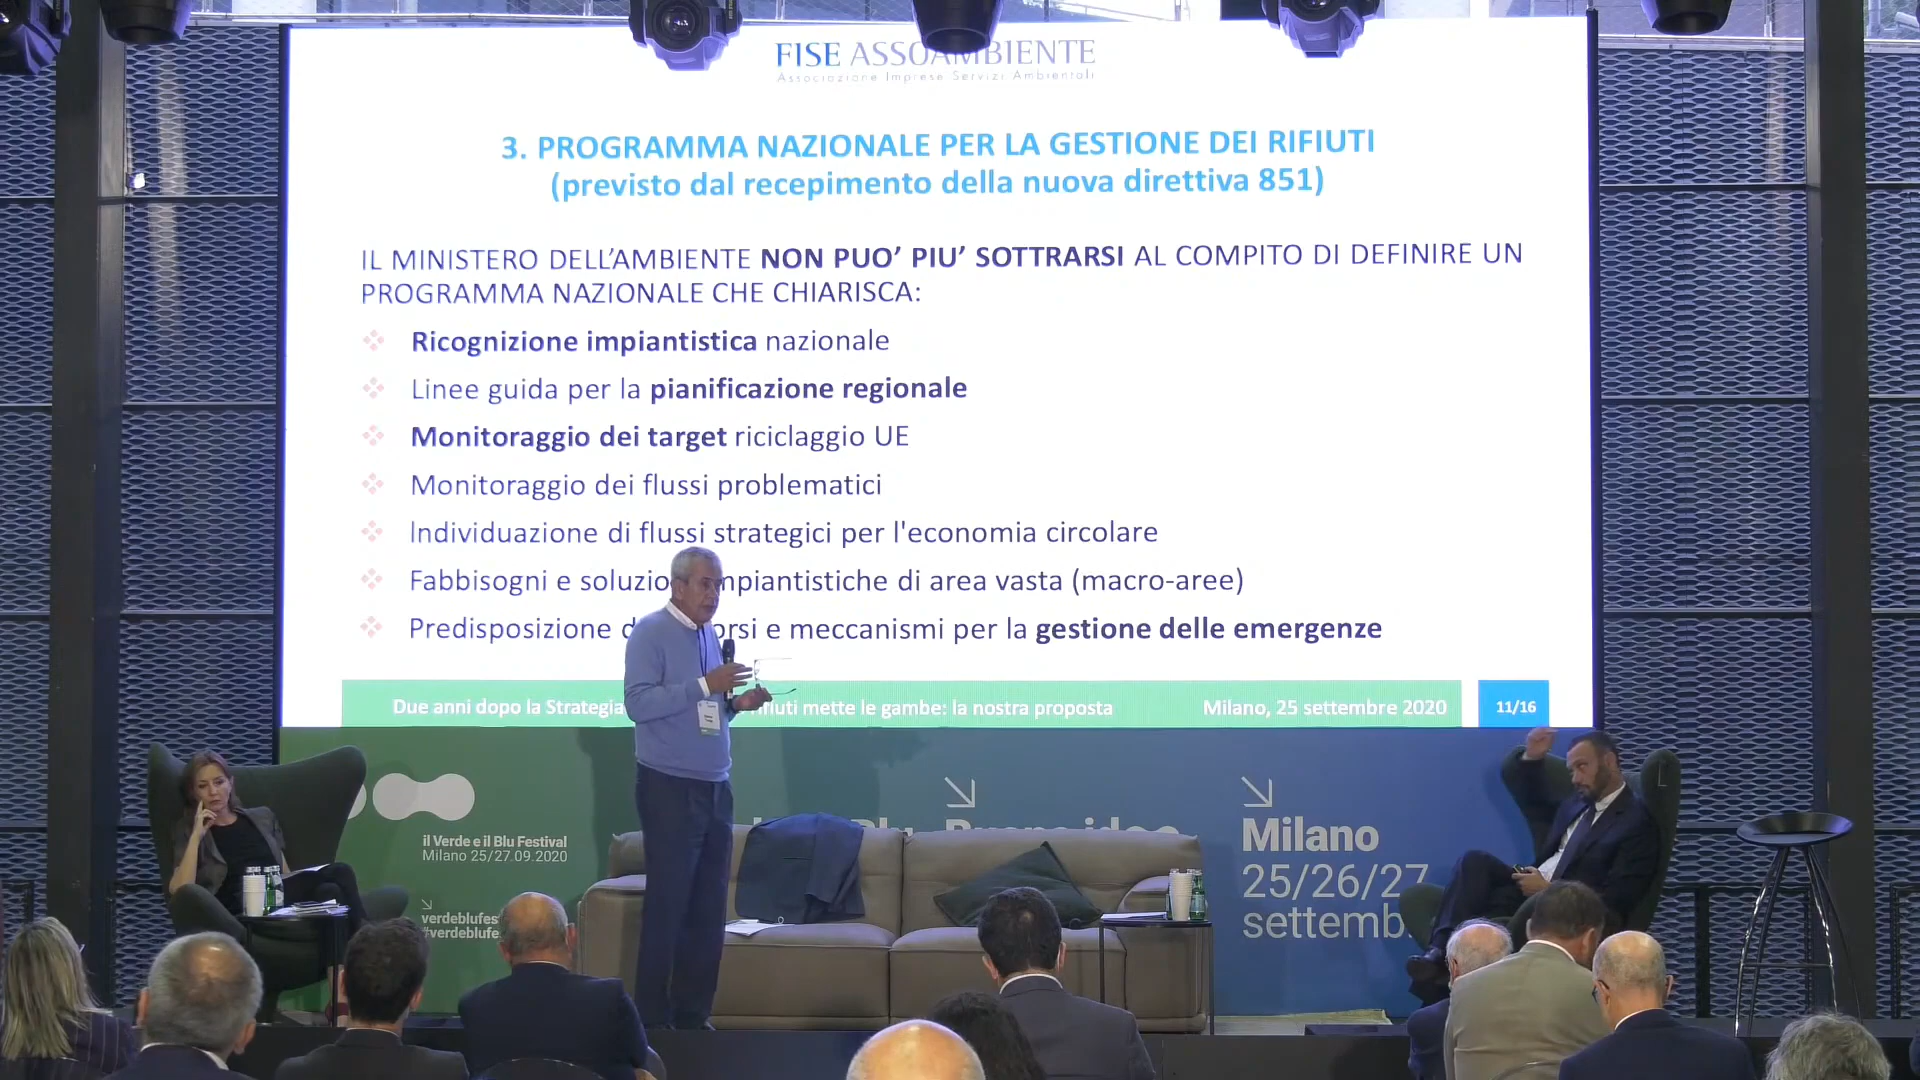 FISE ASSOAMBIENTE
Associazione Imprese Servizi Ambientali
3. PROGRAMMA NAZIONALE PER LA GESTIONE DEI RIFIUTI
(previsto dal recepimento della nuova direttiva 851)
IL MINISTERO DELL'AMBIENTE NON PUO' PIU' SOTTRARSI AL COMPITO DI DEFINIRE UN
PROGRAMMA NAZIONALE CHE CHIARISCA:
Ricognizione impiantistica nazionale
Linee guida per la pianificazione regionale
Monitoraggio dei target riciclaggio UE
Monitoraggio dei flussi problematici
Individuazione di flussi strategici per l'economia circolare
Fabbisogni e soluzio mpiantistiche di area vasta (macro-aree)
Predisposizione d orsi e meccanismi per la gestione delle emergenze
Due anni dopo la Strategia rifiuti mette le gambe: la nostra proposta Milano, 25 settembre 2020 11/16
il Verde e il Blu Festival
Milano 25/27.09.2020
verdeblufes
#verdeblufe
Milano
25/26/27
settemb